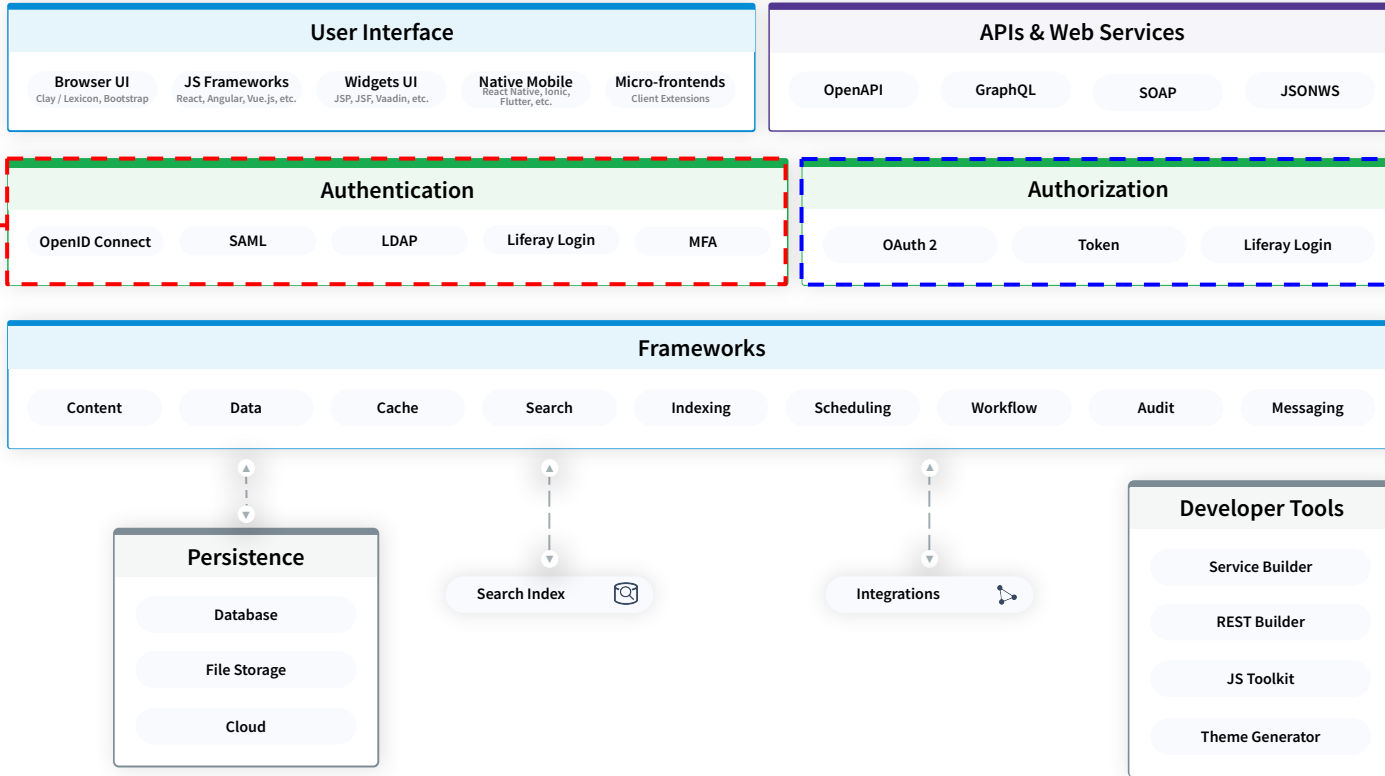 User Interface
Browser UI
Clay / Lexicon, Bootstrap
JS Frameworks
React, Angular, Vue.js, etc.
Widgets UI
JSP, JSF, Vaadin, etc.
Native Mobile
React Native, Ionic,
Flutter, etc.
Micro-frontends
Client Extensions
APIs & Web Services
OpenAPI
GraphQL
SOAP
JSONWS
Authentication
OpenID Connect
SAML
LDAP
Liferay Login
MFA
Authorization
OAuth 2
Token
Liferay Login
Frameworks
Content
Data
Cache
Search
Indexing
Scheduling
Workflow
Audit
Messaging
Persistence
Database
File Storage
Cloud
Search Index
Integrations
Developer Tools
Service Builder
REST Builder
JS Toolkit
Theme Generator